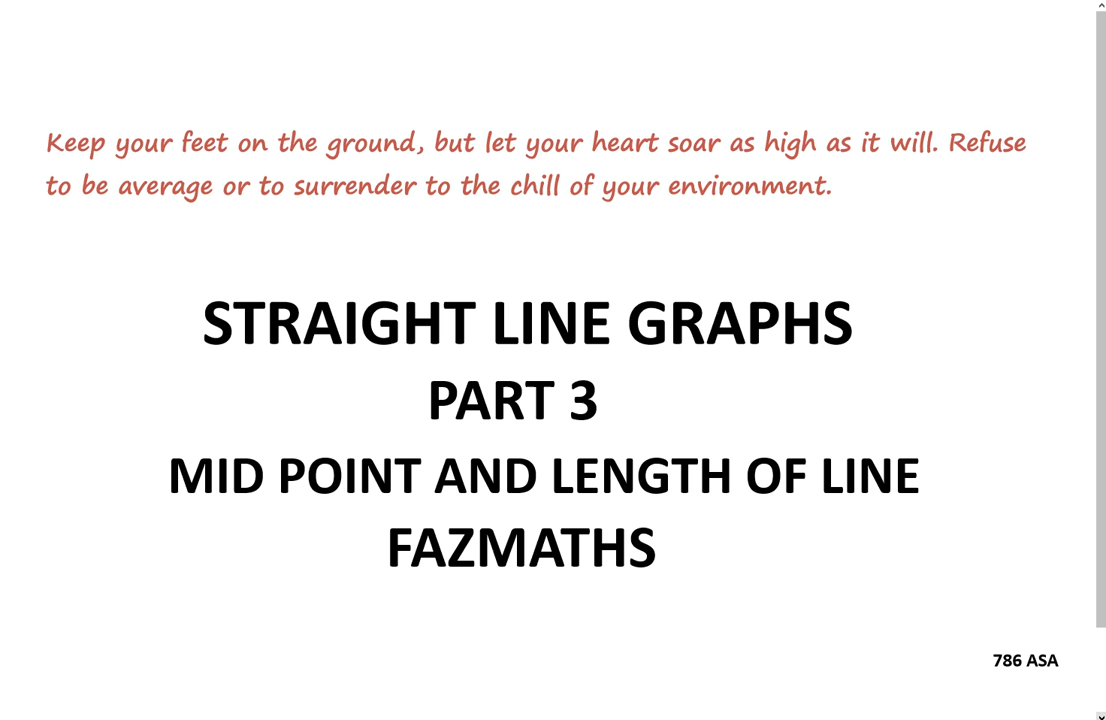 Keep your feet on the ground, but let your heart soar as high as it will. Refuse
to be average or to surrender to the chill of your environment.
STRAIGHT LINE GRAPHS
PART 3
MID POINT AND LENGTH OF LINE
FAZMATHS
786 ASA